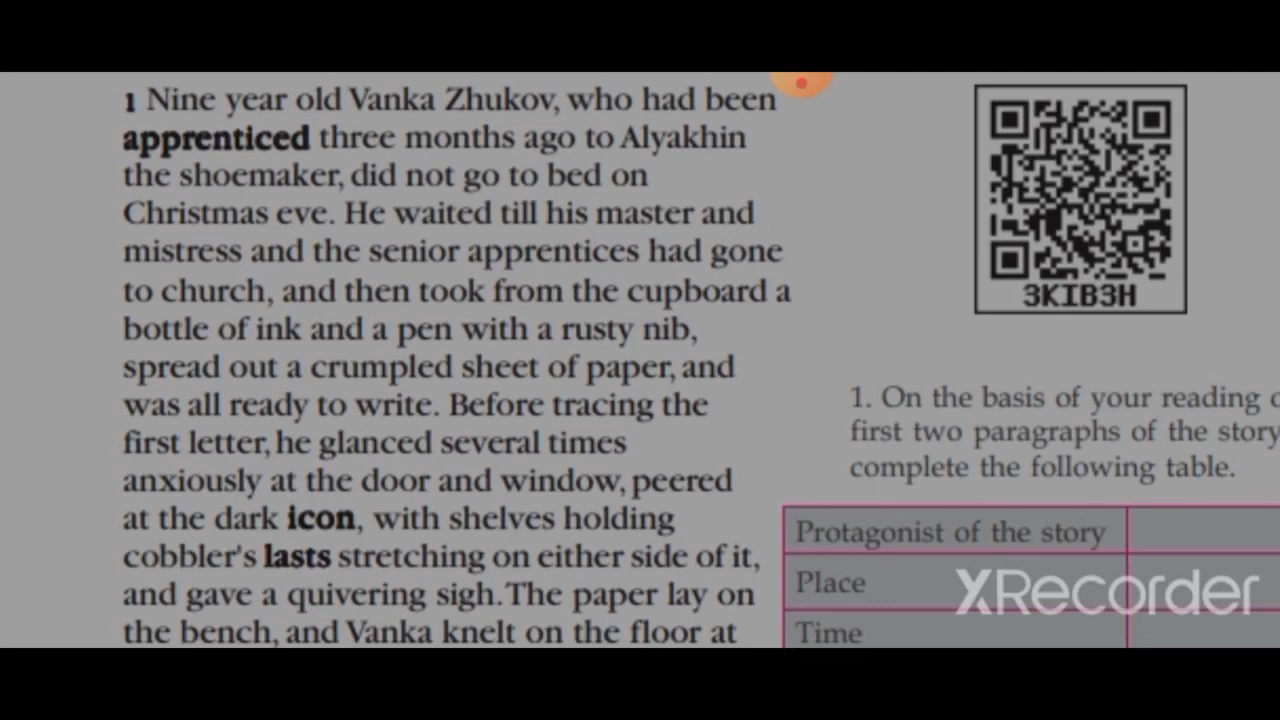 1 Nine year old Vanka Zhukov, who had been
apprenticed three months ago to Alyakhin
the shoemaker, did not go to bed on
Christmas eve. He waited till his master and
mistress and the senior apprentices had gone
to church, and then took from the cupboard a
bottle of ink and a pen with a rusty nib,
spread out a crumpled sheet of paper, and
was all ready to write. Before tracing the
first letter, he glanced several times
anxiously at the door and window, peered
at the dark icon, with shelves holding
cobbler's lasts stretching on either side of it,
and gave a quivering sigh. The paper lay on
the bench, and Vanka knelt on the floor at
3KIB3H
1. On the basis of your reading
first two paragraphs of the story
complete the following table.
Protagonist of the story
Place
Time
XRecorder